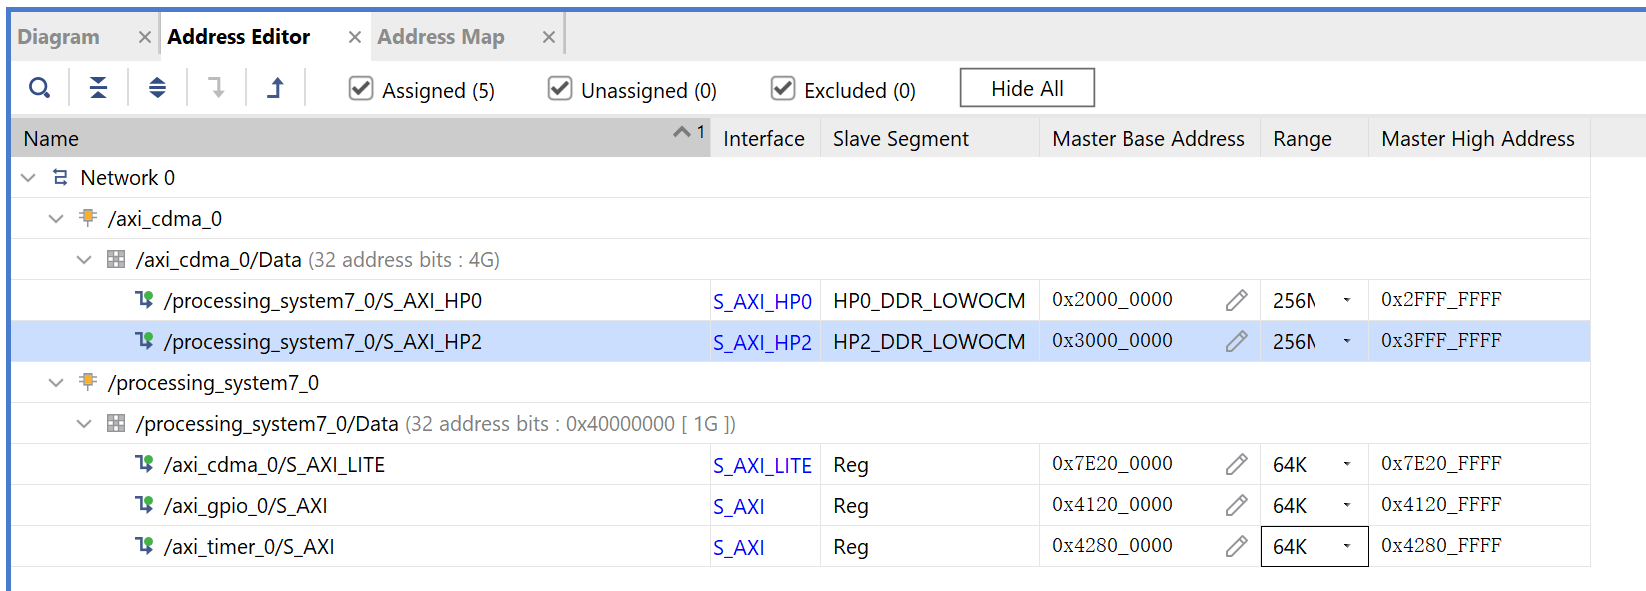 Diagram × Address Editor × Address Map ×
Assigned (5) Unassigned (0) Excluded (0) Hide All
Name 1 Interface Slave Segment Master Base Address Range Master High Address
Network 0
/axi_cdma_0
/axi_cdma_0/Data (32 address bits : 4G)
/processing_system7_0/S_AXI_HP0 S_AXI_HP0 HP0_DDR_LOWOCM 0x2000_0000 256M 0x2FFF_FFFF
/processing_system7_0/S_AXI_HP2 S_AXI_HP2 HP2_DDR_LOWOCM 0x3000_0000 256M 0x3FFF_FFFF
/processing_system7_0
/processing_system7_0/Data (32 address bits : 0x40000000 [ 1G ])
/axi_cdma_0/S_AXI_LITE S_AXI_LITE Reg 0x7E20_0000 64K 0x7E20_FFFF
/axi_gpio_0/S_AXI S_AXI Reg 0x4120_0000 64K 0x4120_FFFF
/axi_timer_0/S_AXI S_AXI Reg 0x4280_0000 64K 0x4280_FFFF